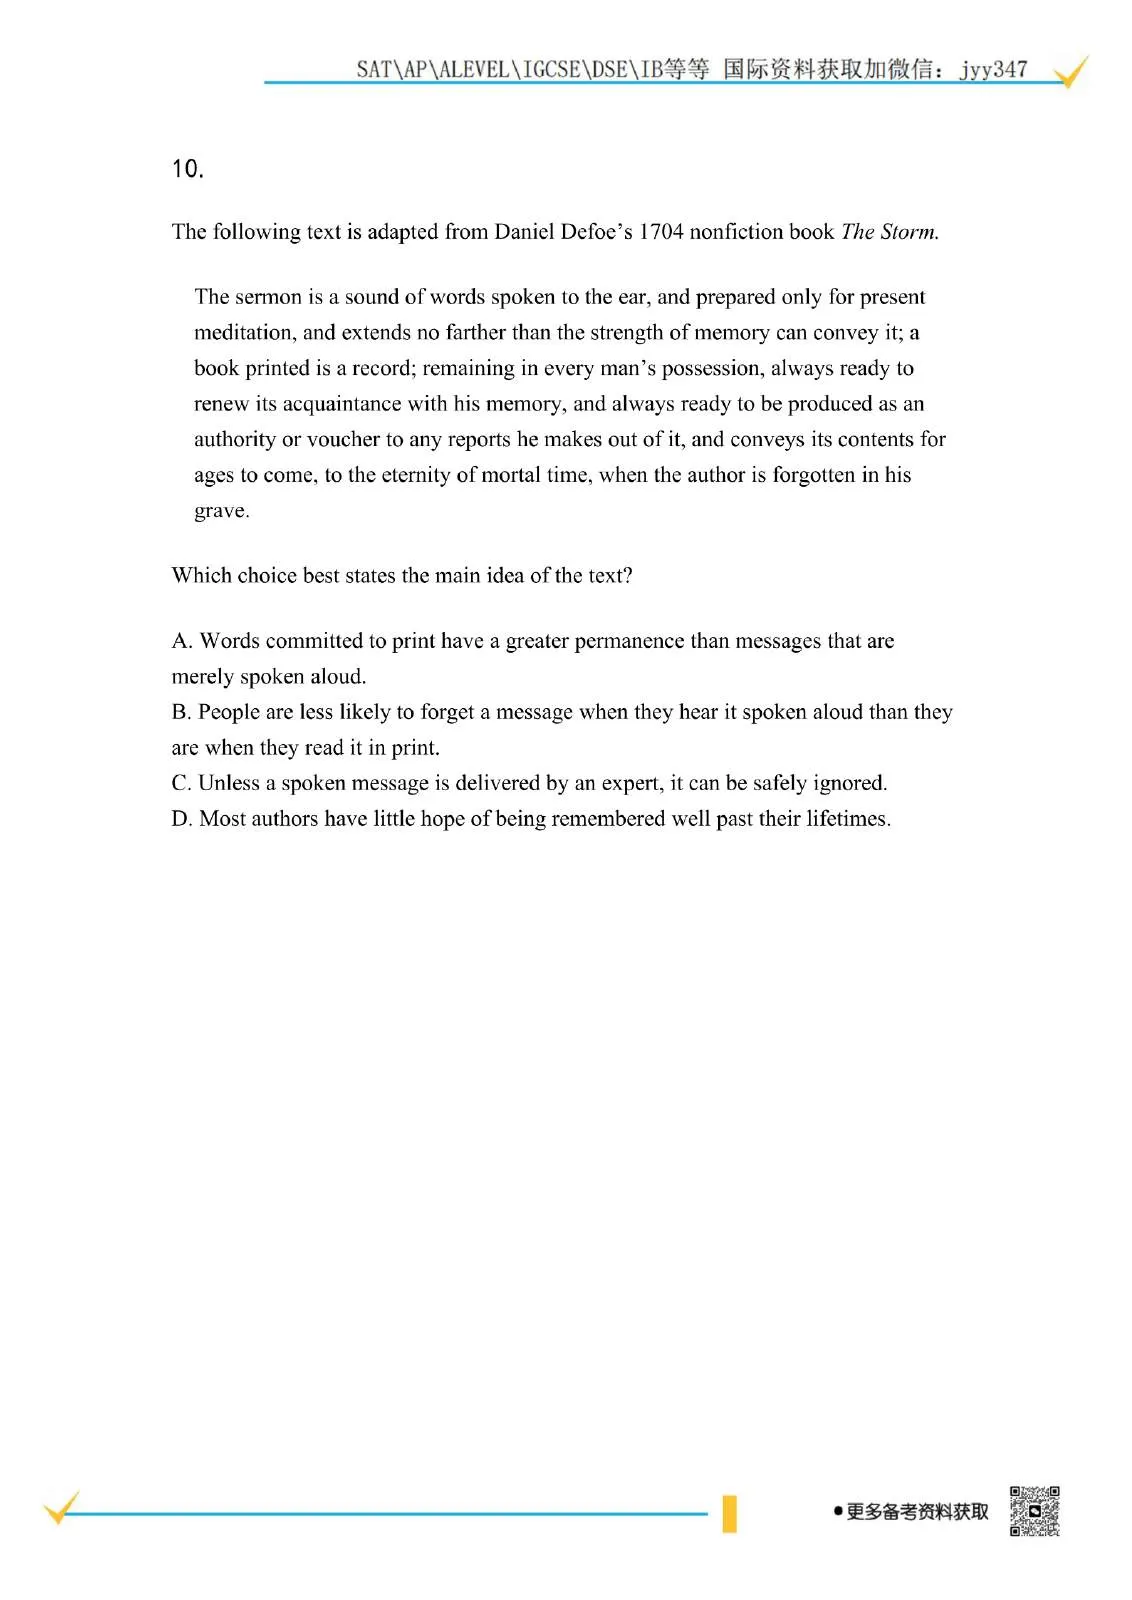 SAT\AP\ALEVEL\IGCSE\DSE\IB等等 国际资料获取加微信：jyy347
10.
The following text is adapted from Daniel Defoe’s 1704 nonfiction book The Storm.
The sermon is a sound of words spoken to the ear, and prepared only for present
meditation, and extends no farther than the strength of memory can convey it; a
book printed is a record; remaining in every man’s possession, always ready to
renew its acquaintance with his memory, and always ready to be produced as an
authority or voucher to any reports he makes out of it, and conveys its contents for
ages to come, to the eternity of mortal time, when the author is forgotten in his
grave.
Which choice best states the main idea of the text?
A. Words committed to print have a greater permanence than messages that are
merely spoken aloud.
B. People are less likely to forget a message when they hear it spoken aloud than they
are when they read it in print.
C. Unless a spoken message is delivered by an expert, it can be safely ignored.
D. Most authors have little hope of being remembered well past their lifetimes.
•更多备考资料获取